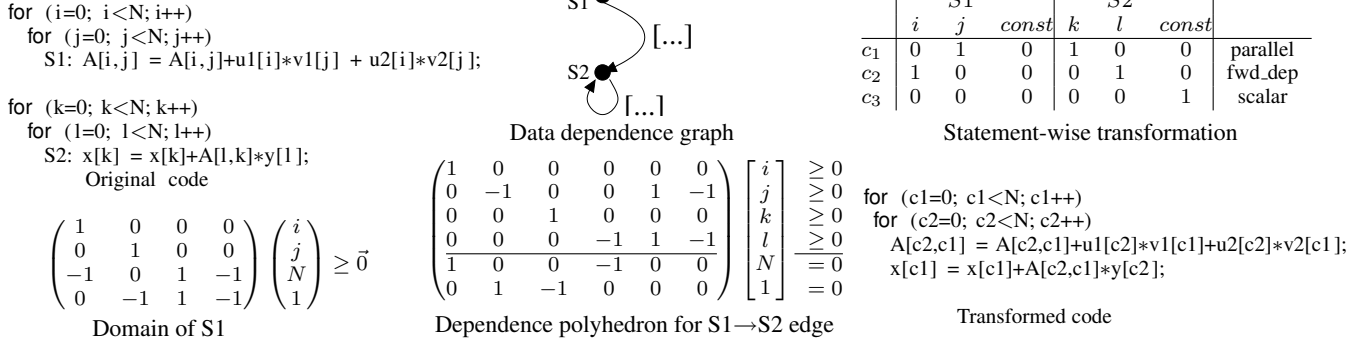 for (i=0; i<N; i++)
for (j=0; j<N; j++)
S1: A[i,j] = A[i,j]+u1[i]*v1[j] + u2[i]*v2[j];
for (k=0; k<N; k++)
for (l=0; l<N; l++)
S2: x[k] = x[k]+A[l,k]*y[l];
Original code
1 0 0 0 i
0 1 0 0 j
−1 0 1 −1 N
0 −1 1 −1 1
≥ 0⃗
Domain of S1
S1
[...]
S2
[...]
Data dependence graph
1 0 0 0 0 0 i ≥ 0
0 −1 0 0 1 −1 j ≥ 0
0 0 1 0 0 0 k ≥ 0
0 0 0 −1 1 −1 l ≥ 0
1 0 0 −1 0 0 N = 0
0 1 −1 0 0 0 1 = 0
Dependence polyhedron for S1→S2 edge
S1 S2
i j const k l const
c1 0 1 0 1 0 0 parallel
c2 1 0 0 0 1 0 fwd_dep
c3 0 0 0 0 0 1 scalar
Statement-wise transformation
for (c1=0; c1<N; c1++)
for (c2=0; c2<N; c2++)
A[c2,c1] = A[c2,c1]+u1[c2]*v1[c1]+u2[c2]*v2[c1];
x[c1] = x[c1]+A[c2,c1]*y[c2];
Transformed code